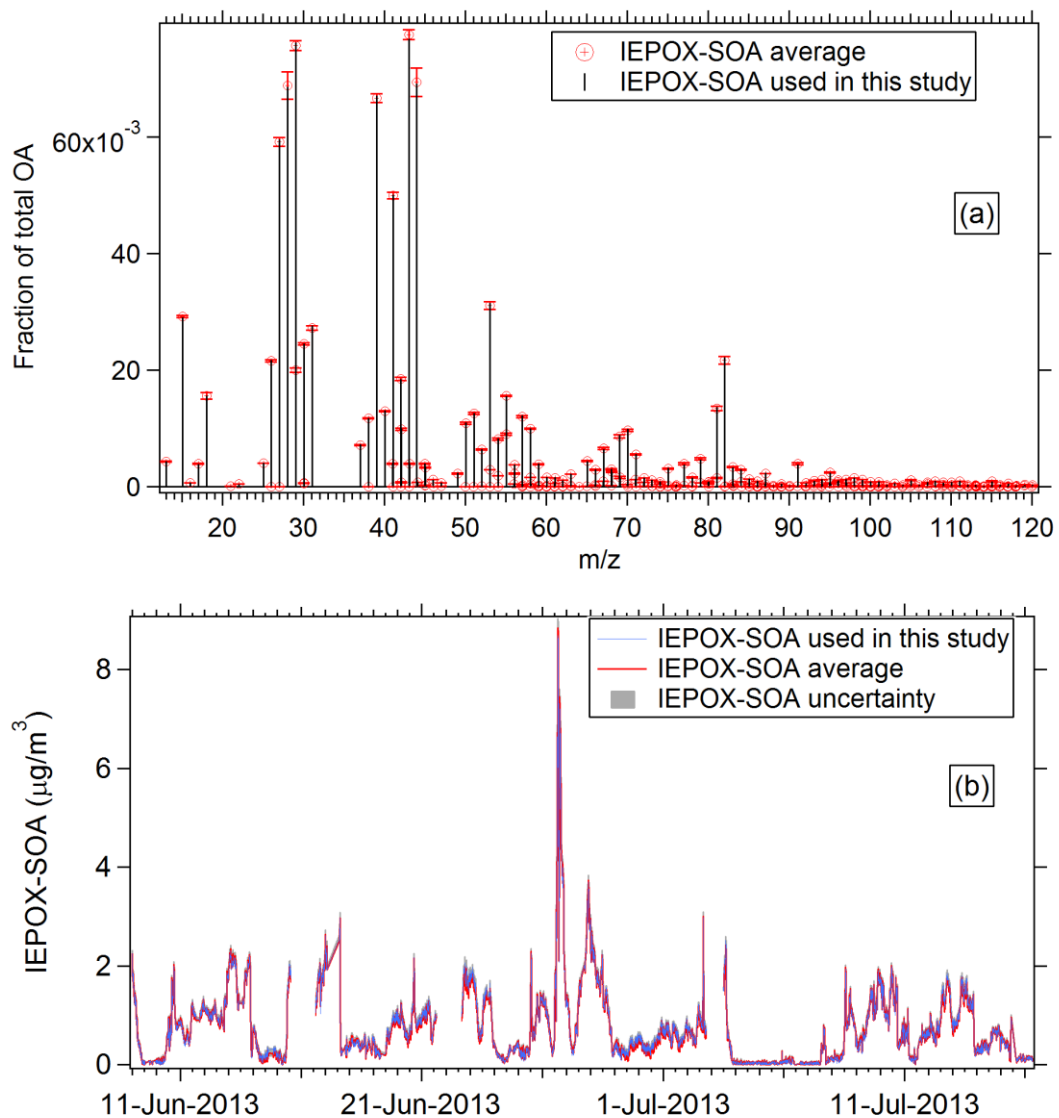 IEPOX-SOA average
IEPOX-SOA used in this study
(a)
Fraction of total OA
60x10⁻³
40
20
0
20 30 40 50 60 70 80 90 100 110 120
m/z
IEPOX-SOA used in this study
IEPOX-SOA average
IEPOX-SOA uncertainty
(b)
IEPOX-SOA (μg/m³)
8
6
4
2
0
11-Jun-2013 21-Jun-2013 1-Jul-2013 11-Jul-2013